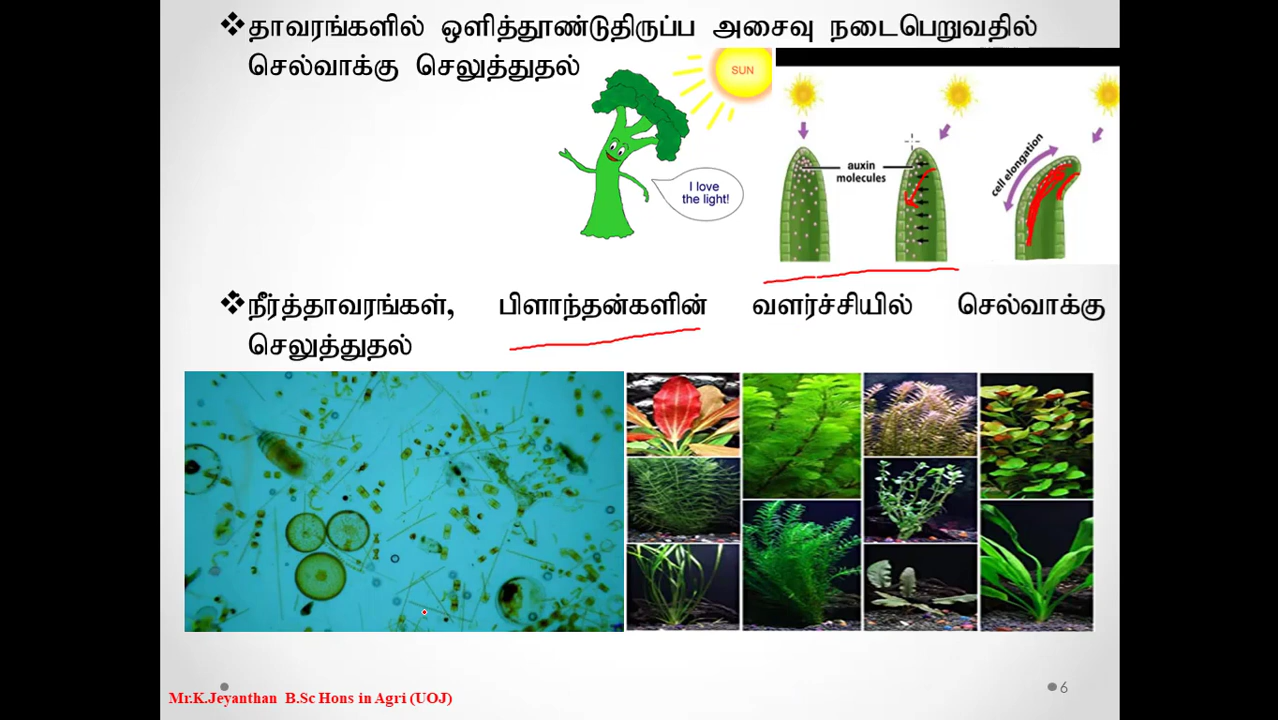 ❖தாவரங்களில் ஒளித்தூண்டுதிருப்ப அசைவு நடைபெறுவதில்
செல்வாக்கு செலுத்துதல்
SUN
I love
the light!
auxin
molecules
cell elongation
❖நீர்த்தாவரங்கள், பிளாந்தன்களின் வளர்ச்சியில் செல்வாக்கு
செலுத்துதல்
Mr.K.Jeyanthan B.Sc Hons in Agri (UOJ)
6